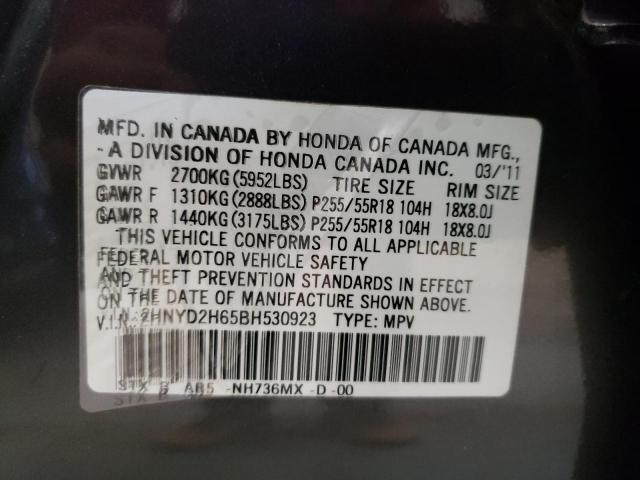 MFD. IN CANADA BY HONDA OF CANADA MFG.,
- A DIVISION OF HONDA CANADA INC. 03/'11
GVWR 2700KG(5952LBS) TIRE SIZE RIM SIZE
GAWR F 1310KG(2888LBS) P255/55R18 104H 18X8.0J
GAWR R 1440KG(3175LBS) P255/55R18 104H 18X8.0J
THIS VEHICLE CONFORMS TO ALL APPLICABLE
FEDERAL MOTOR VEHICLE SAFETY
AND THEFT PREVENTION STANDARDS IN EFFECT
ON THE DATE OF MANUFACTURE SHOWN ABOVE.
V.I.N.: 2HNYD2H65BH530923 TYPE: MPV
STX AR5 -NH736MX -D -00